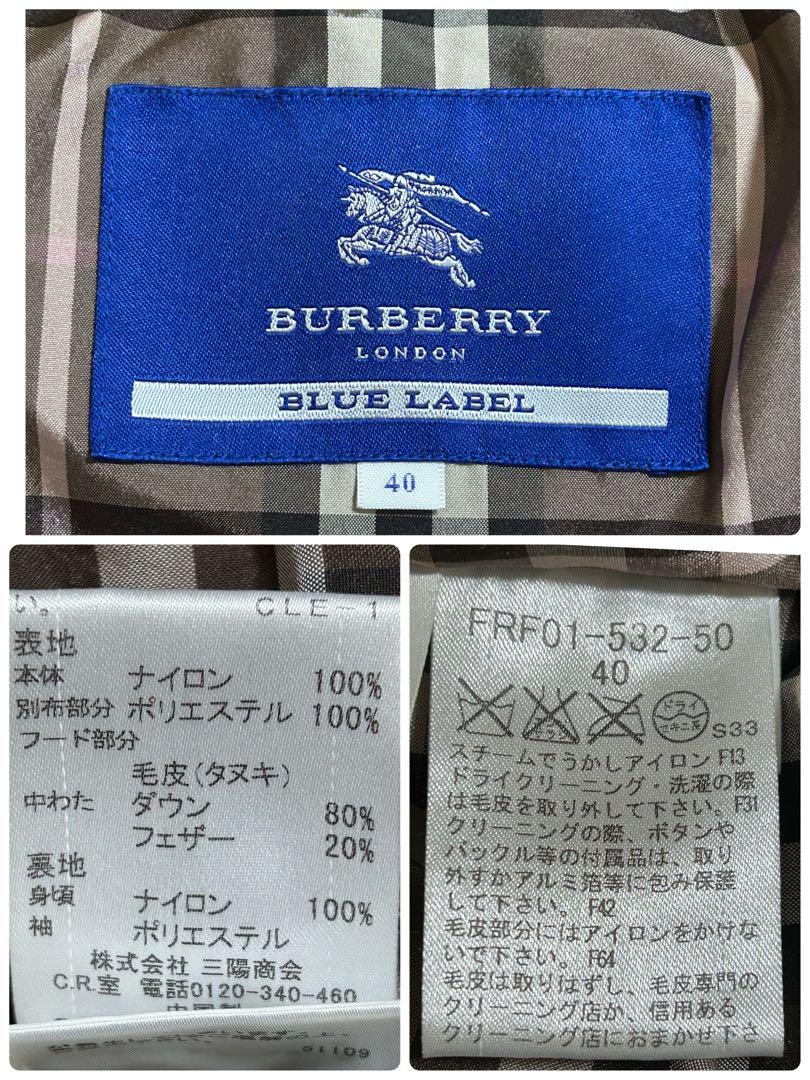 BURBERRY
LONDON
BLUE LABEL
40
い。 CLE-1
表地
本体 ナイロン 100%
別布部分 ポリエステル 100%
フード部分
毛皮(タヌキ)
中わた ダウン 80%
フェザー 20%
裏地
身頃 ナイロン 100%
袖 ポリエステル
株式会社 三陽商会
C.R.室 電話0120-340-460
51109
FRF01-532-50
40
ドライ
セキユ系
S33
スチームでうかしアイロン F13
ドライクリーニング・洗濯の際
は毛皮を取り外して下さい。F31
クリーニングの際、ボタンや
バックル等の付属品は、取り
外すかアルミ箔等に包み保護
して下さい。 F42
毛皮部分にはアイロンをかけな
いで下さい。F64
毛皮は取りはずし、毛皮専門の
クリーニング店か、信用ある
クリーニング店におまかせ下さ